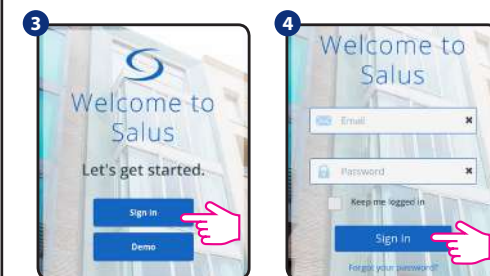 3
Welcome to
Salus
Let's get started.
Sign in
Demo
4
Welcome to
Salus
Email
Password
Keep me logged in
Sign in
Forgot your password?